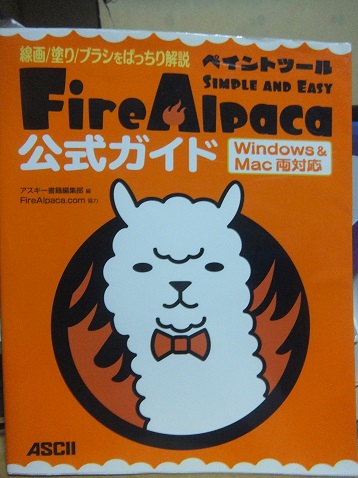 線画/塗り/ブラシをばっちり解説
ペイントツール
SIMPLE AND EASY
FireAlpaca
公式ガイド
Windows&
Mac 両対応
アスキー書籍編集部 編
FireAlpaca.com 協力
ASCII